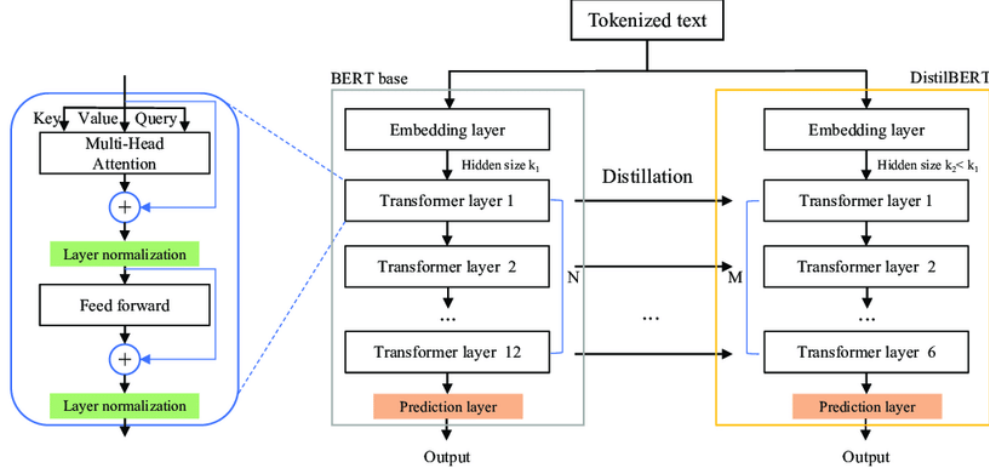 Tokenized text
BERT base
DistilBERT
Key Value Query
Multi-Head
Attention
+
Layer normalization
Feed forward
+
Layer normalization
Embedding layer
Hidden size k₁
Transformer layer 1
Transformer layer 2
...
Transformer layer 12
N
Prediction layer
Output
Distillation
...
Embedding layer
Hidden size k₂< k₁
Transformer layer 1
Transformer layer 2
...
Transformer layer 6
M
Prediction layer
Output